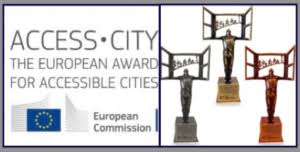 ACCESS•CITY
THE EUROPEAN AWARD
FOR ACCESSIBLE CITIES
European
Commission